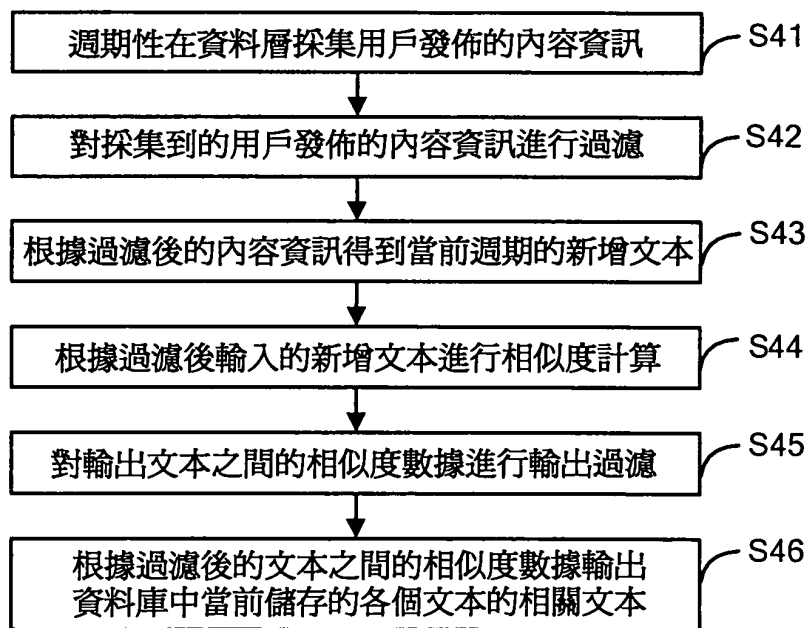 週期性在資料層採集用戶發佈的內容資訊
S41
對採集到的用戶發佈的內容資訊進行過濾
S42
根據過濾後的內容資訊得到當前週期的新增文本
S43
根據過濾後輸入的新增文本進行相似度計算
S44
對輸出文本之間的相似度數據進行輸出過濾
S45
根據過濾後的文本之間的相似度數據輸出
資料庫中當前儲存的各個文本的相關文本
S46